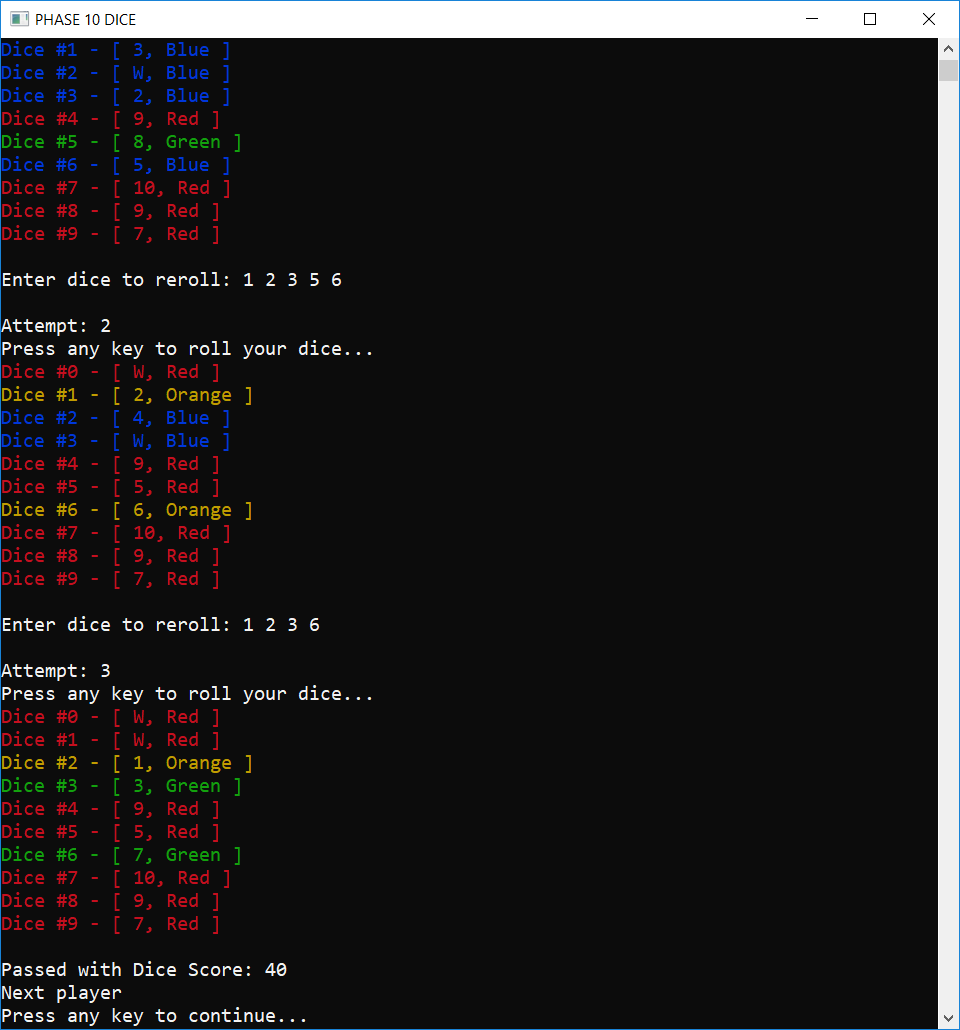 PHASE 10 DICE
Dice #1 - [ 3, Blue ]
Dice #2 - [ W, Blue ]
Dice #3 - [ 2, Blue ]
Dice #4 - [ 9, Red ]
Dice #5 - [ 8, Green ]
Dice #6 - [ 5, Blue ]
Dice #7 - [ 10, Red ]
Dice #8 - [ 9, Red ]
Dice #9 - [ 7, Red ]
Enter dice to reroll: 1 2 3 5 6
Attempt: 2
Press any key to roll your dice...
Dice #0 - [ W, Red ]
Dice #1 - [ 2, Orange ]
Dice #2 - [ 4, Blue ]
Dice #3 - [ W, Blue ]
Dice #4 - [ 9, Red ]
Dice #5 - [ 5, Red ]
Dice #6 - [ 6, Orange ]
Dice #7 - [ 10, Red ]
Dice #8 - [ 9, Red ]
Dice #9 - [ 7, Red ]
Enter dice to reroll: 1 2 3 6
Attempt: 3
Press any key to roll your dice...
Dice #0 - [ W, Red ]
Dice #1 - [ W, Red ]
Dice #2 - [ 1, Orange ]
Dice #3 - [ 3, Green ]
Dice #4 - [ 9, Red ]
Dice #5 - [ 5, Red ]
Dice #6 - [ 7, Green ]
Dice #7 - [ 10, Red ]
Dice #8 - [ 9, Red ]
Dice #9 - [ 7, Red ]
Passed with Dice Score: 40
Next player
Press any key to continue...